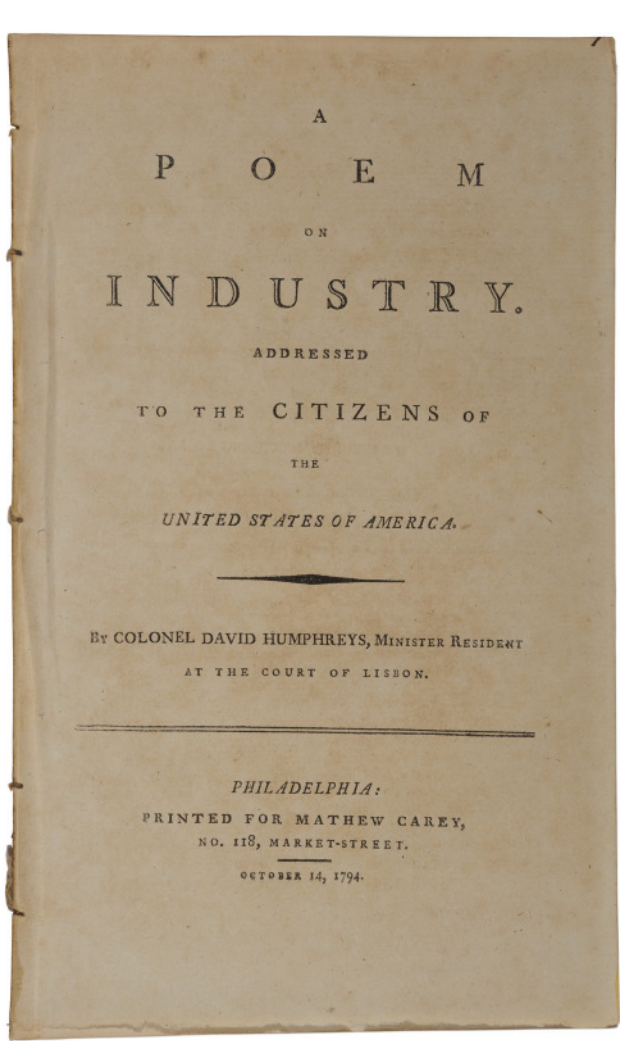 A
POEM
ON
INDUSTRY.
ADDRESSED
TO THE CITIZENS OF
THE
UNITED STATES OF AMERICA.
BY COLONEL DAVID HUMPHREYS, MINISTER RESIDENT
AT THE COURT OF LISBON.
PHILADELPHIA:
PRINTED FOR MATHEW CAREY,
NO. 118, MARKET-STREET.
OCTOBER 14, 1794.